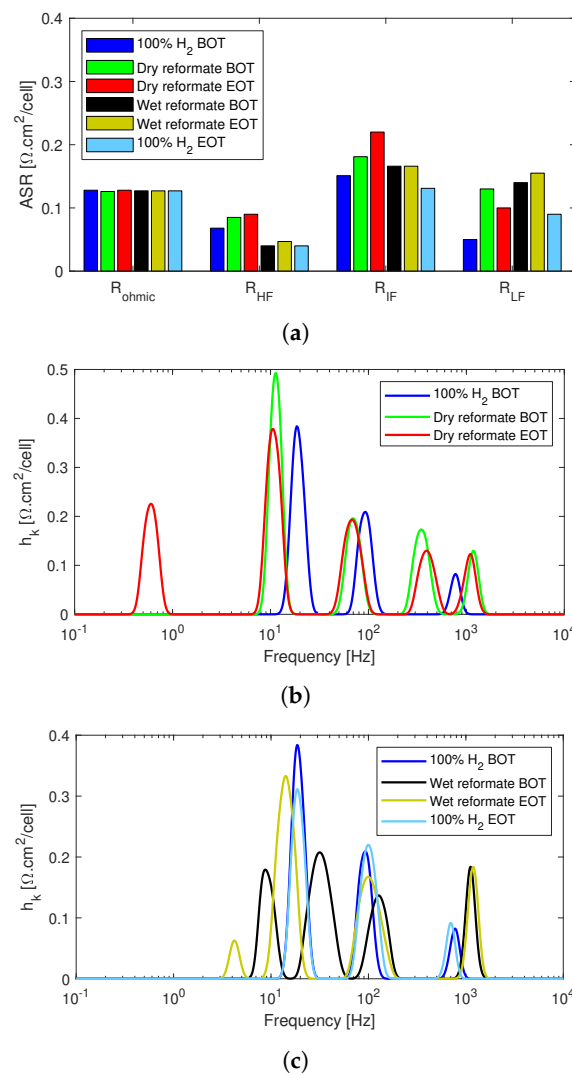 0.4
0.3
0.2
0.1
0
ASR [Ω.cm²/cell]
100% H₂ BOT
Dry reformate BOT
Dry reformate EOT
Wet reformate BOT
Wet reformate EOT
100% H₂ EOT
R_ohmic R_HF R_IF R_LF
(a)
0.5
0.4
0.3
0.2
0.1
0
h_k [Ω.cm²/cell]
100% H₂ BOT
Dry reformate BOT
Dry reformate EOT
10⁻¹ 10⁰ 10¹ 10² 10³ 10⁴
Frequency [Hz]
(b)
0.4
0.3
0.2
0.1
0
h_k [Ω.cm²/cell]
100% H₂ BOT
Wet reformate BOT
Wet reformate EOT
100% H₂ EOT
10⁻¹ 10⁰ 10¹ 10² 10³ 10⁴
Frequency [Hz]
(c)